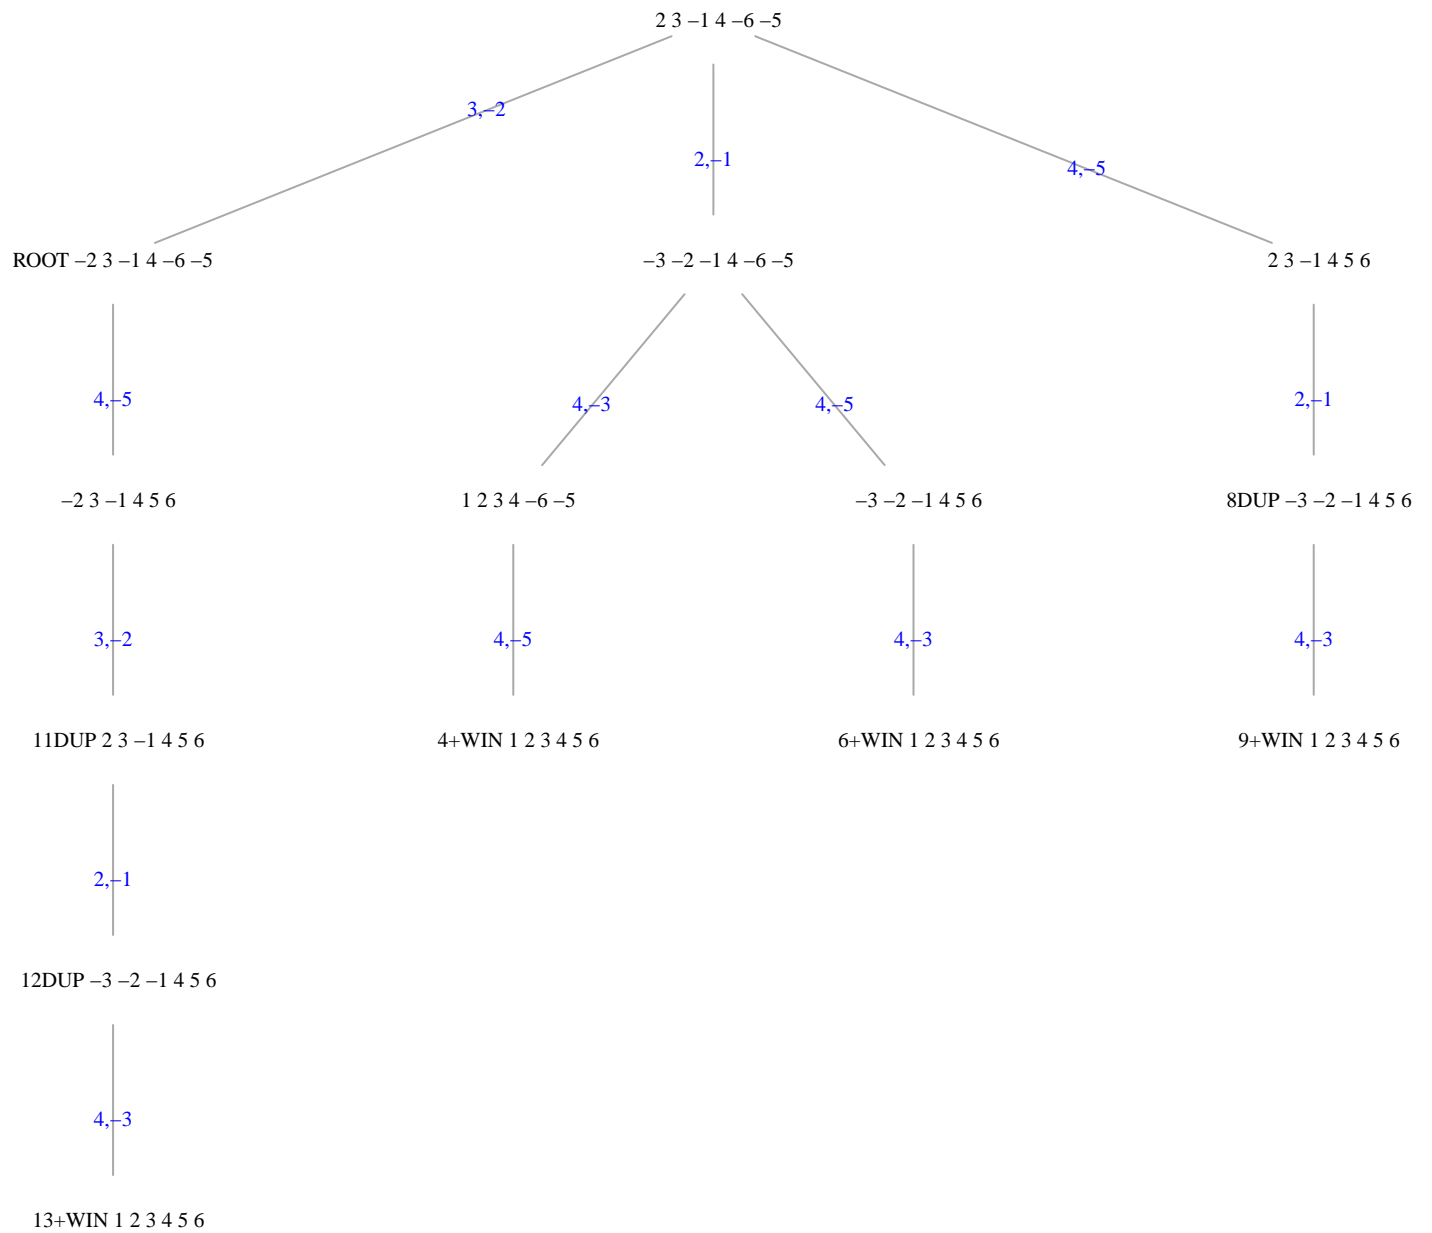 2 3 –1 4 –6 –5
3,–2
2,–1
4,–5
ROOT –2 3 –1 4 –6 –5
–3 –2 –1 4 –6 –5
2 3 –1 4 5 6
4,–5
4,–3
4,–5
2,–1
–2 3 –1 4 5 6
1 2 3 4 –6 –5
–3 –2 –1 4 5 6
8DUP –3 –2 –1 4 5 6
3,–2
4,–5
4,–3
4,–3
11DUP 2 3 –1 4 5 6
4+WIN 1 2 3 4 5 6
6+WIN 1 2 3 4 5 6
9+WIN 1 2 3 4 5 6
2,–1
12DUP –3 –2 –1 4 5 6
4,–3
13+WIN 1 2 3 4 5 6